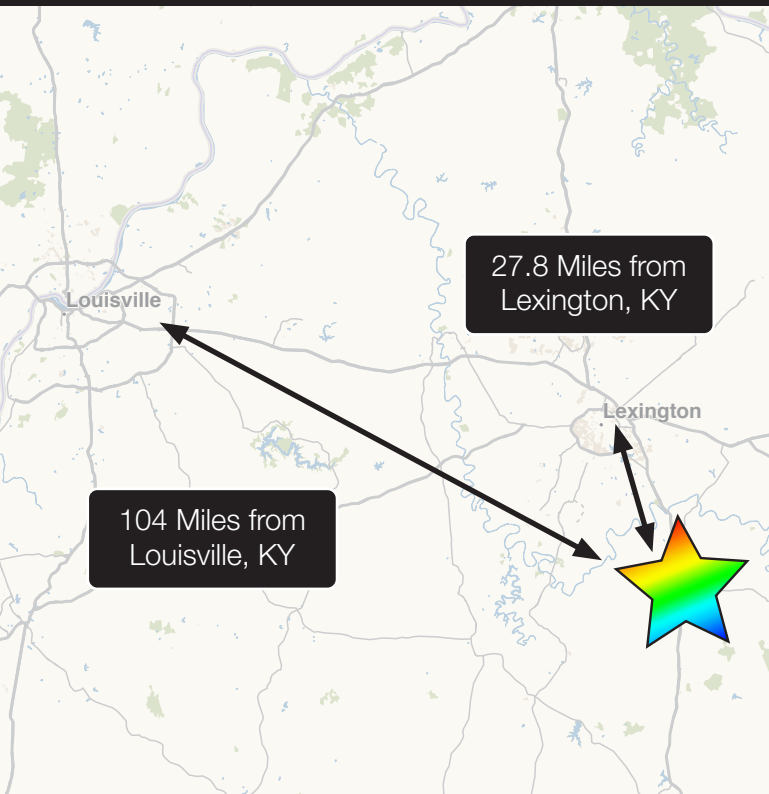 Louisville
27.8 Miles from
Lexington, KY
Lexington
104 Miles from
Louisville, KY